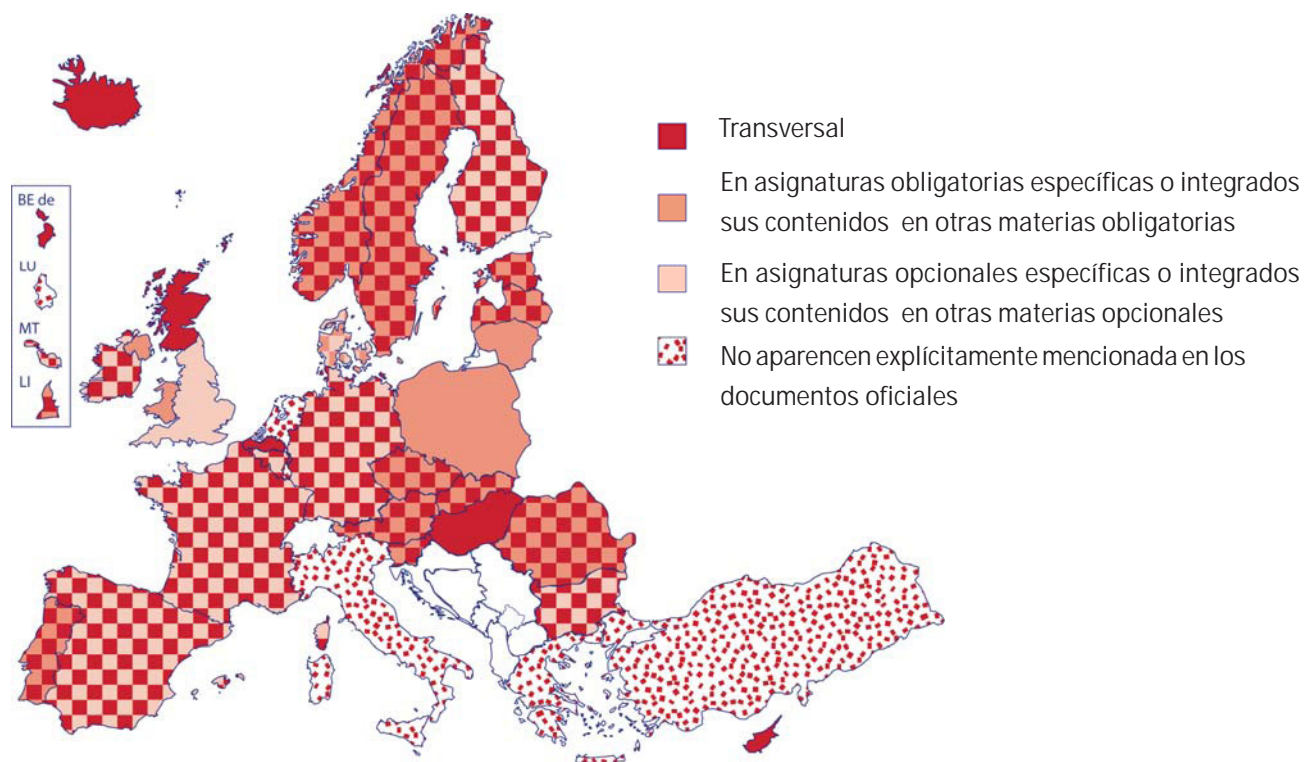 BE de
LU
MT
LI
Transversal
En asignaturas obligatorias específicas o integrados
sus contenidos en otras materias obligatorias
En asignaturas opcionales específicas o integrados
sus contenidos en otras materias opcionales
No aparencen explícitamente mencionada en los
documentos oficiales